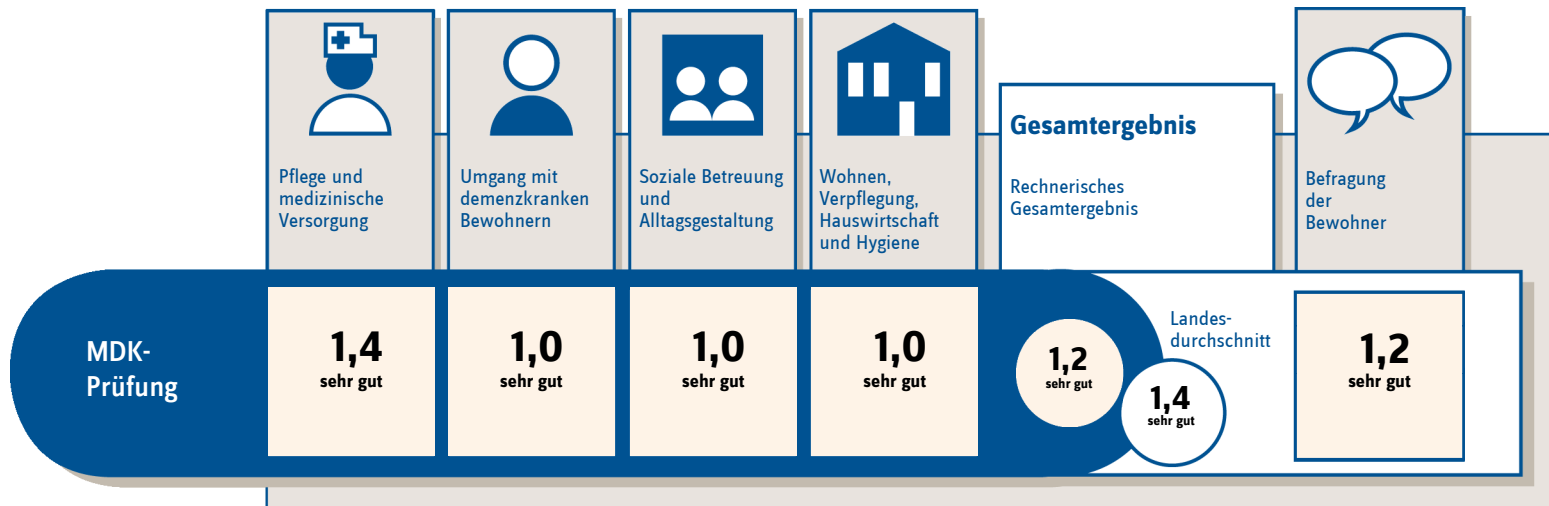 Pflege und
medizinische
Versorgung
Umgang mit
demenzkranken
Bewohnern
Soziale Betreuung
und
Alltagsgestaltung
Wohnen,
Verpflegung,
Hauswirtschaft
und Hygiene
Gesamtergebnis
Rechnerisches
Gesamtergebnis
Befragung
der
Bewohner
MDK-
Prüfung
1,4
sehr gut
1,0
sehr gut
1,0
sehr gut
1,0
sehr gut
1,2
sehr gut
Landes-
durchschnitt
1,4
sehr gut
1,2
sehr gut